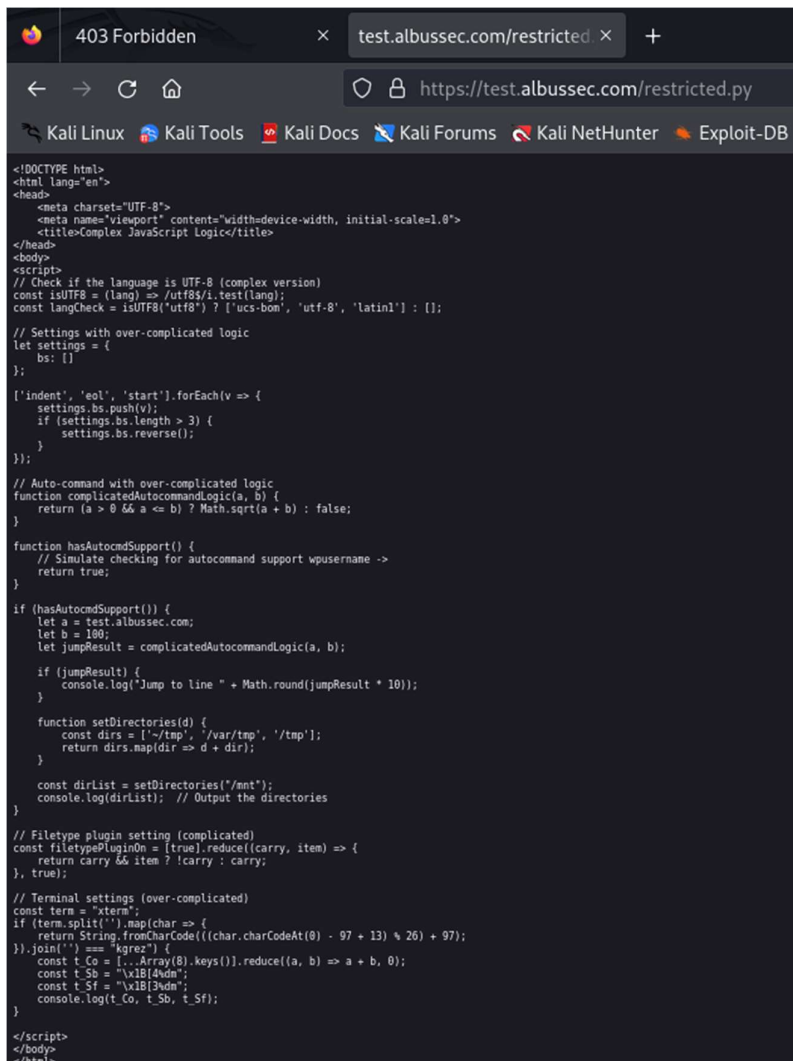 403 Forbidden
test.albussec.com/restricted.
https://test.albussec.com/restricted.py
Kali Linux Kali Tools Kali Docs Kali Forums Kali NetHunter Exploit-DB
<!DOCTYPE html>
<html lang="en">
<head>
    <meta charset="UTF-8">
    <meta name="viewport" content="width=device-width, initial-scale=1.0">
    <title>Complex JavaScript Logic</title>
</head>
<body>
<script>
// Check if the language is UTF-8 (complex version)
const isUTF8 = (lang) => /utf8$/i.test(lang);
const langCheck = isUTF8("utf8") ? ['ucs-bom', 'utf-8', 'latin1'] : [];

// Settings with over-complicated logic
let settings = {
    bs: []
};

['indent', 'eol', 'start'].forEach(v => {
    settings.bs.push(v);
    if (settings.bs.length > 3) {
        settings.bs.reverse();
    }
});

// Auto-command with over-complicated logic
function complicatedAutocommandLogic(a, b) {
    return (a > 0 && a <= b) ? Math.sqrt(a + b) : false;
}

function hasAutocmdSupport() {
    // Simulate checking for autocommand support wpusername ->
    return true;
}

if (hasAutocmdSupport()) {
    let a = test.albussec.com;
    let b = 100;
    let jumpResult = complicatedAutocommandLogic(a, b);

    if (jumpResult) {
        console.log("Jump to line " + Math.round(jumpResult * 10));
    }

    function setDirectories(d) {
        const dirs = ['~/tmp', '/var/tmp', '/tmp'];
        return dirs.map(dir => d + dir);
    }

    const dirList = setDirectories("/mnt");
    console.log(dirList);  // Output the directories
}

// Filetype plugin setting (complicated)
const filetypePluginOn = [true].reduce((carry, item) => {
    return carry && item ? !carry : carry;
}, true);

// Terminal settings (over-complicated)
const term = "xterm";
if (term.split('').map(char => {
    return String.fromCharCode(((char.charCodeAt(0) - 97 + 13) % 26) + 97);
}).join('') === "kgrez") {
    const t_Co = [...Array(8).keys()].reduce((a, b) => a + b, 0);
    const t_Sb = "\x1B[4%dm";
    const t_Sf = "\x1B[3%dm";
    console.log(t_Co, t_Sb, t_Sf);
}

</script>
</body>
</html>